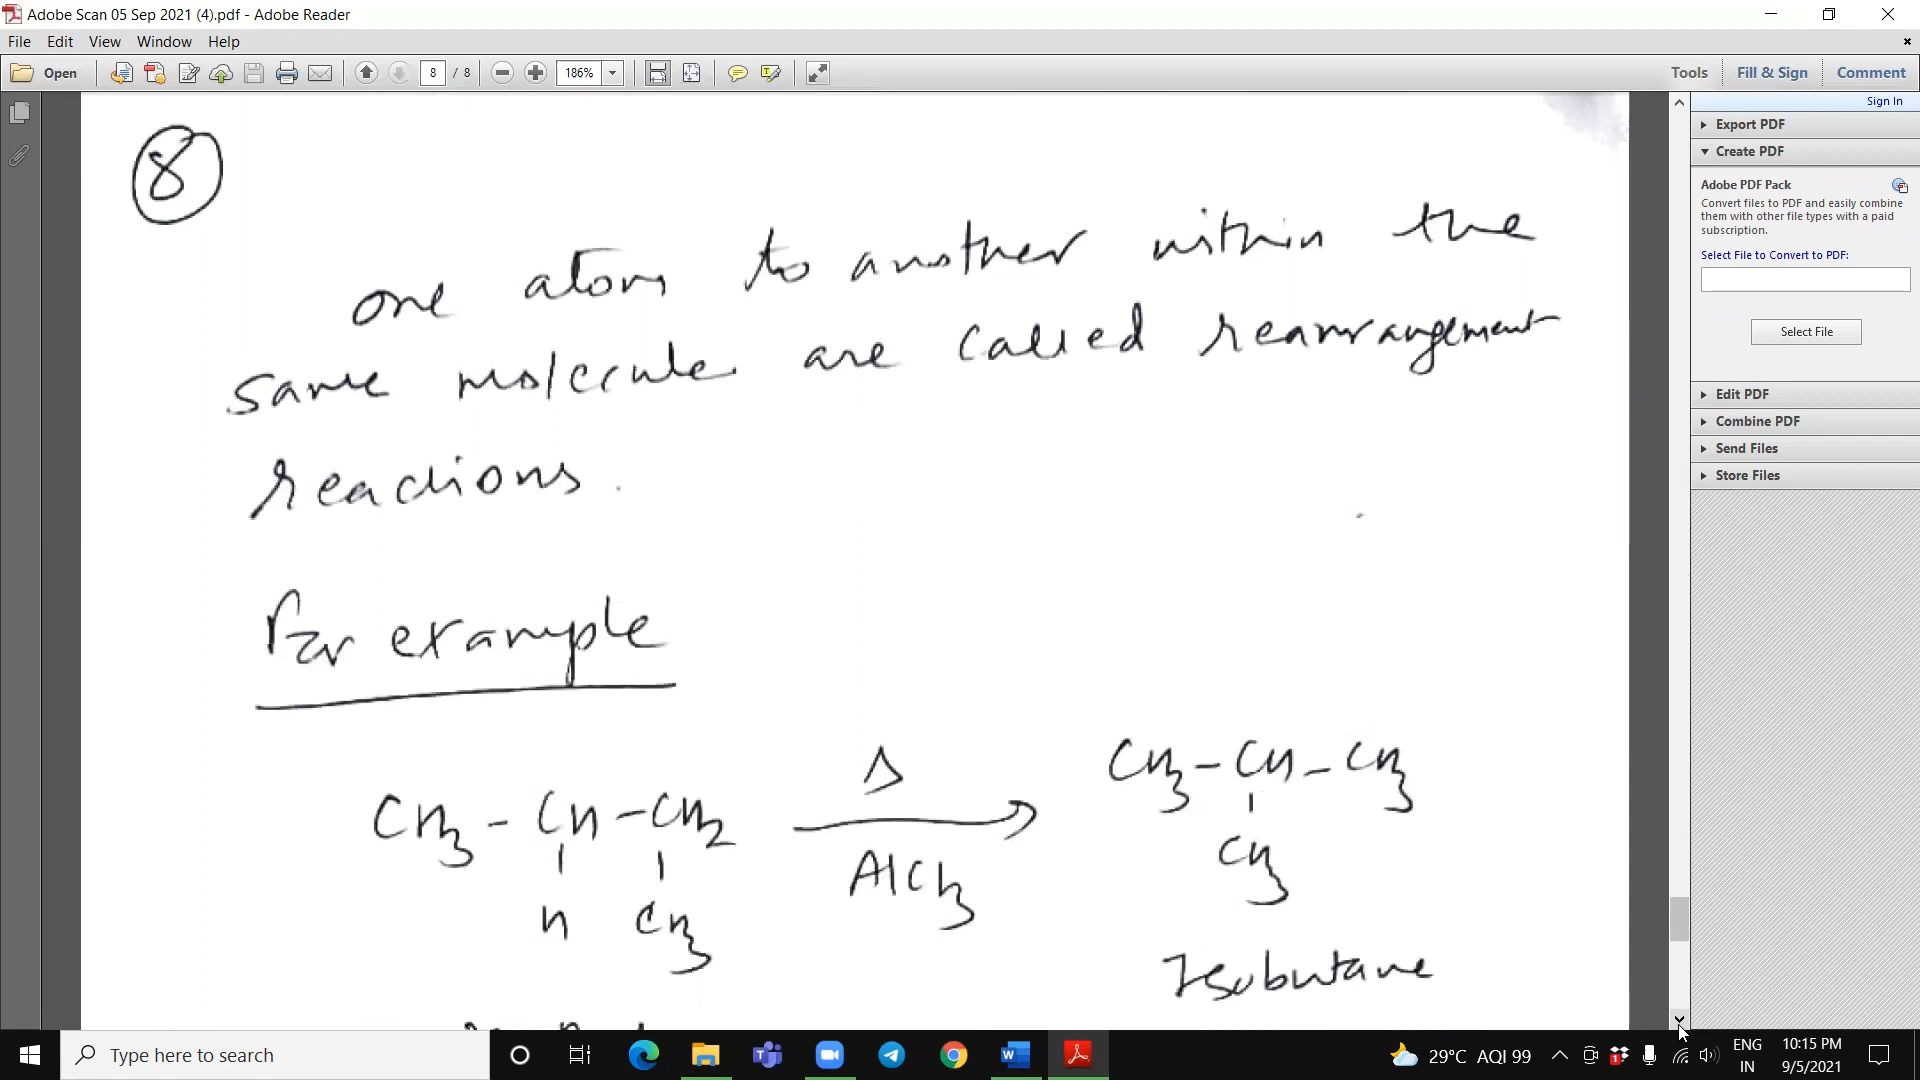 Adobe Scan 05 Sep 2021 (4).pdf - Adobe Reader
File Edit View Window Help
Open 8 / 8 186% Tools Fill & Sign Comment
Sign In
Export PDF
Create PDF
Adobe PDF Pack
Convert files to PDF and easily combine
them with other file types with a paid
subscription.
Select File to Convert to PDF:
Select File
Edit PDF
Combine PDF
Send Files
Store Files
8
one atom to another within the
same molecule are called rearrangement
reactions.
For example
CH3 - CH - CH2 Δ CH3 - CH - CH3
H CH3 AlCl3 CH3
Isobutane
Type here to search
29°C AQI 99 ENG IN 10:15 PM 9/5/2021